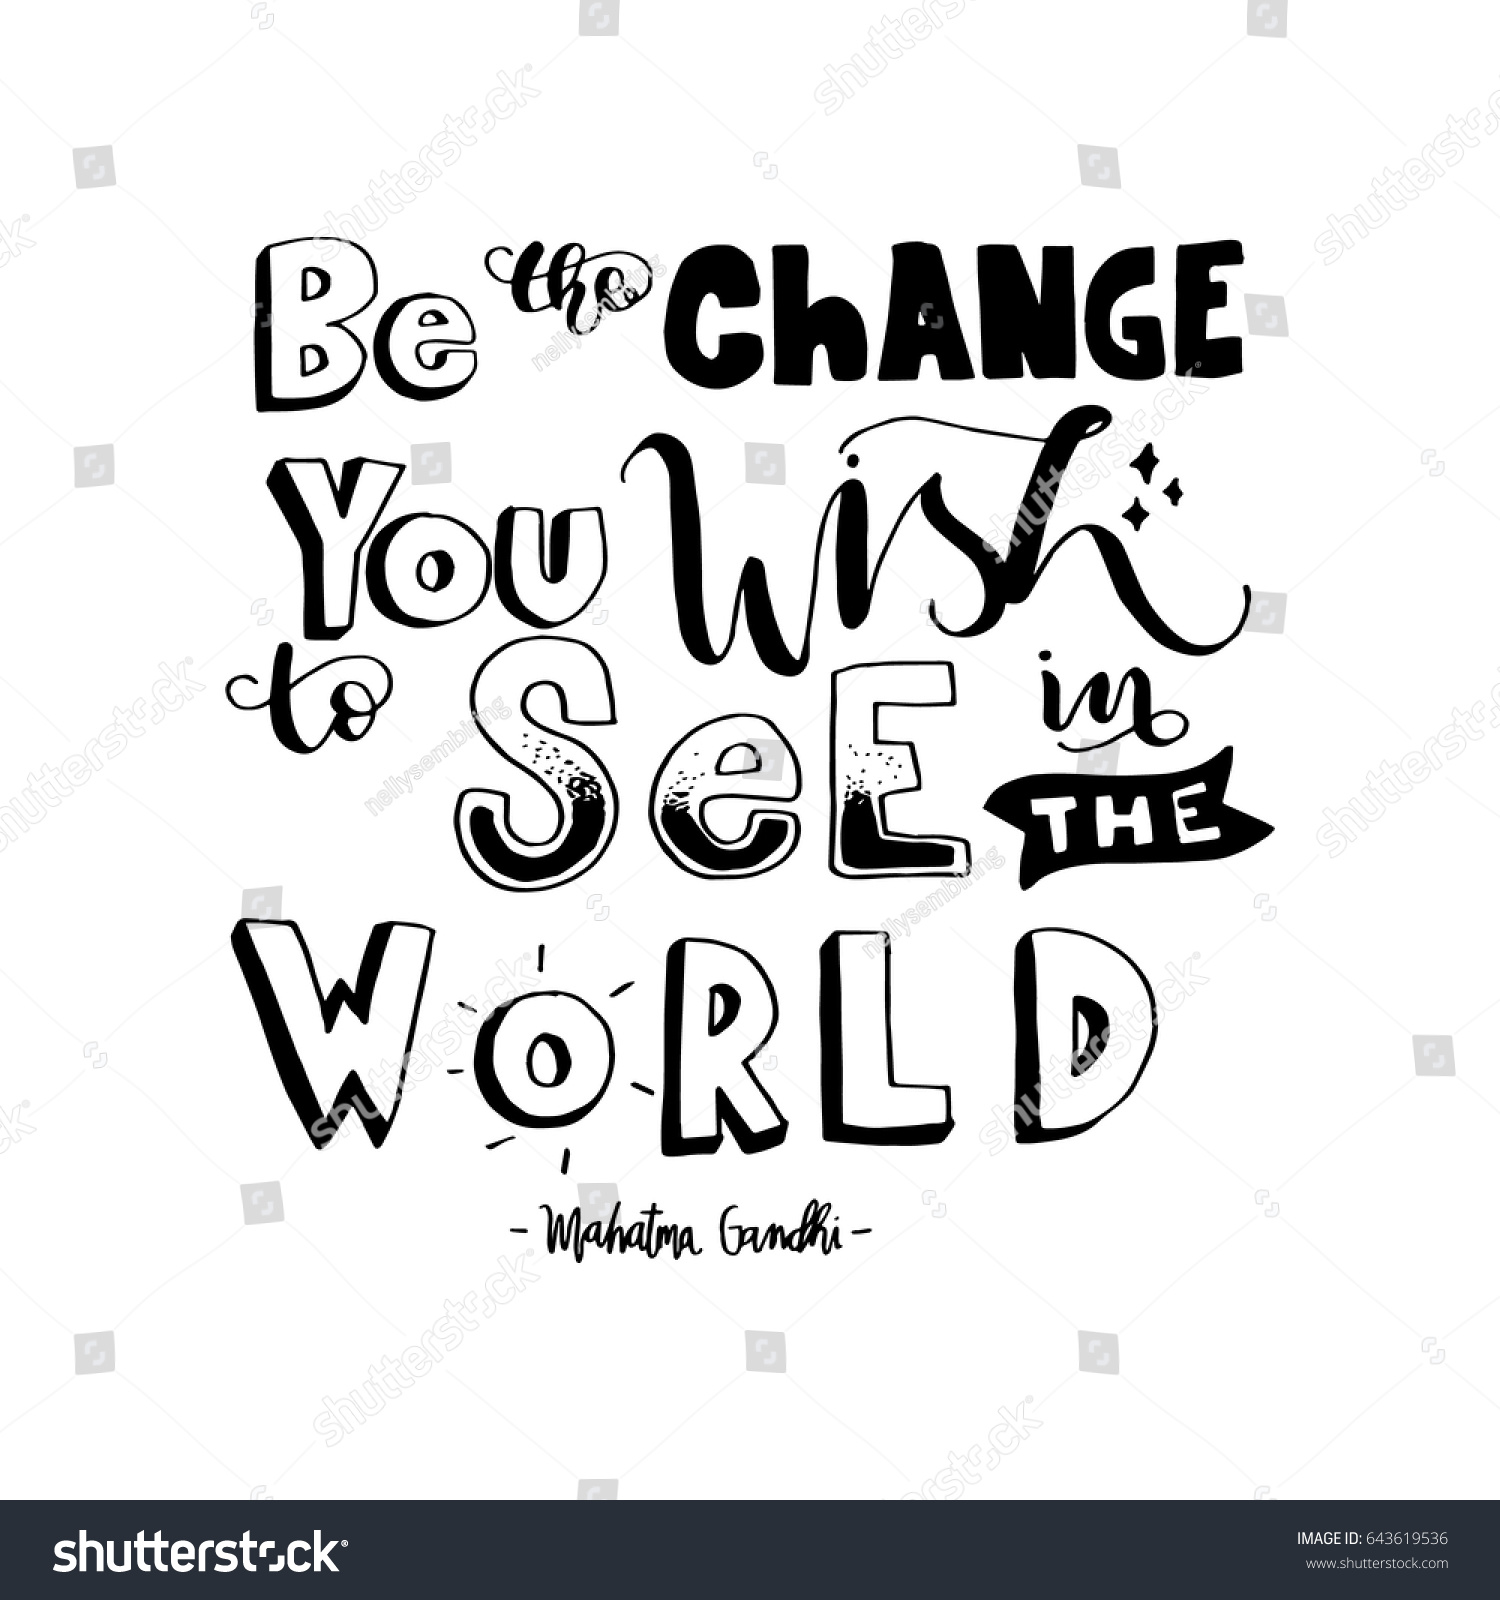 Be the ChANGE
You Wish
to SeE in
THE
WoRLD
- Mahatma Gandhi -
shutterstock
IMAGE ID: 643619536
www.shutterstock.com
nellysembiring